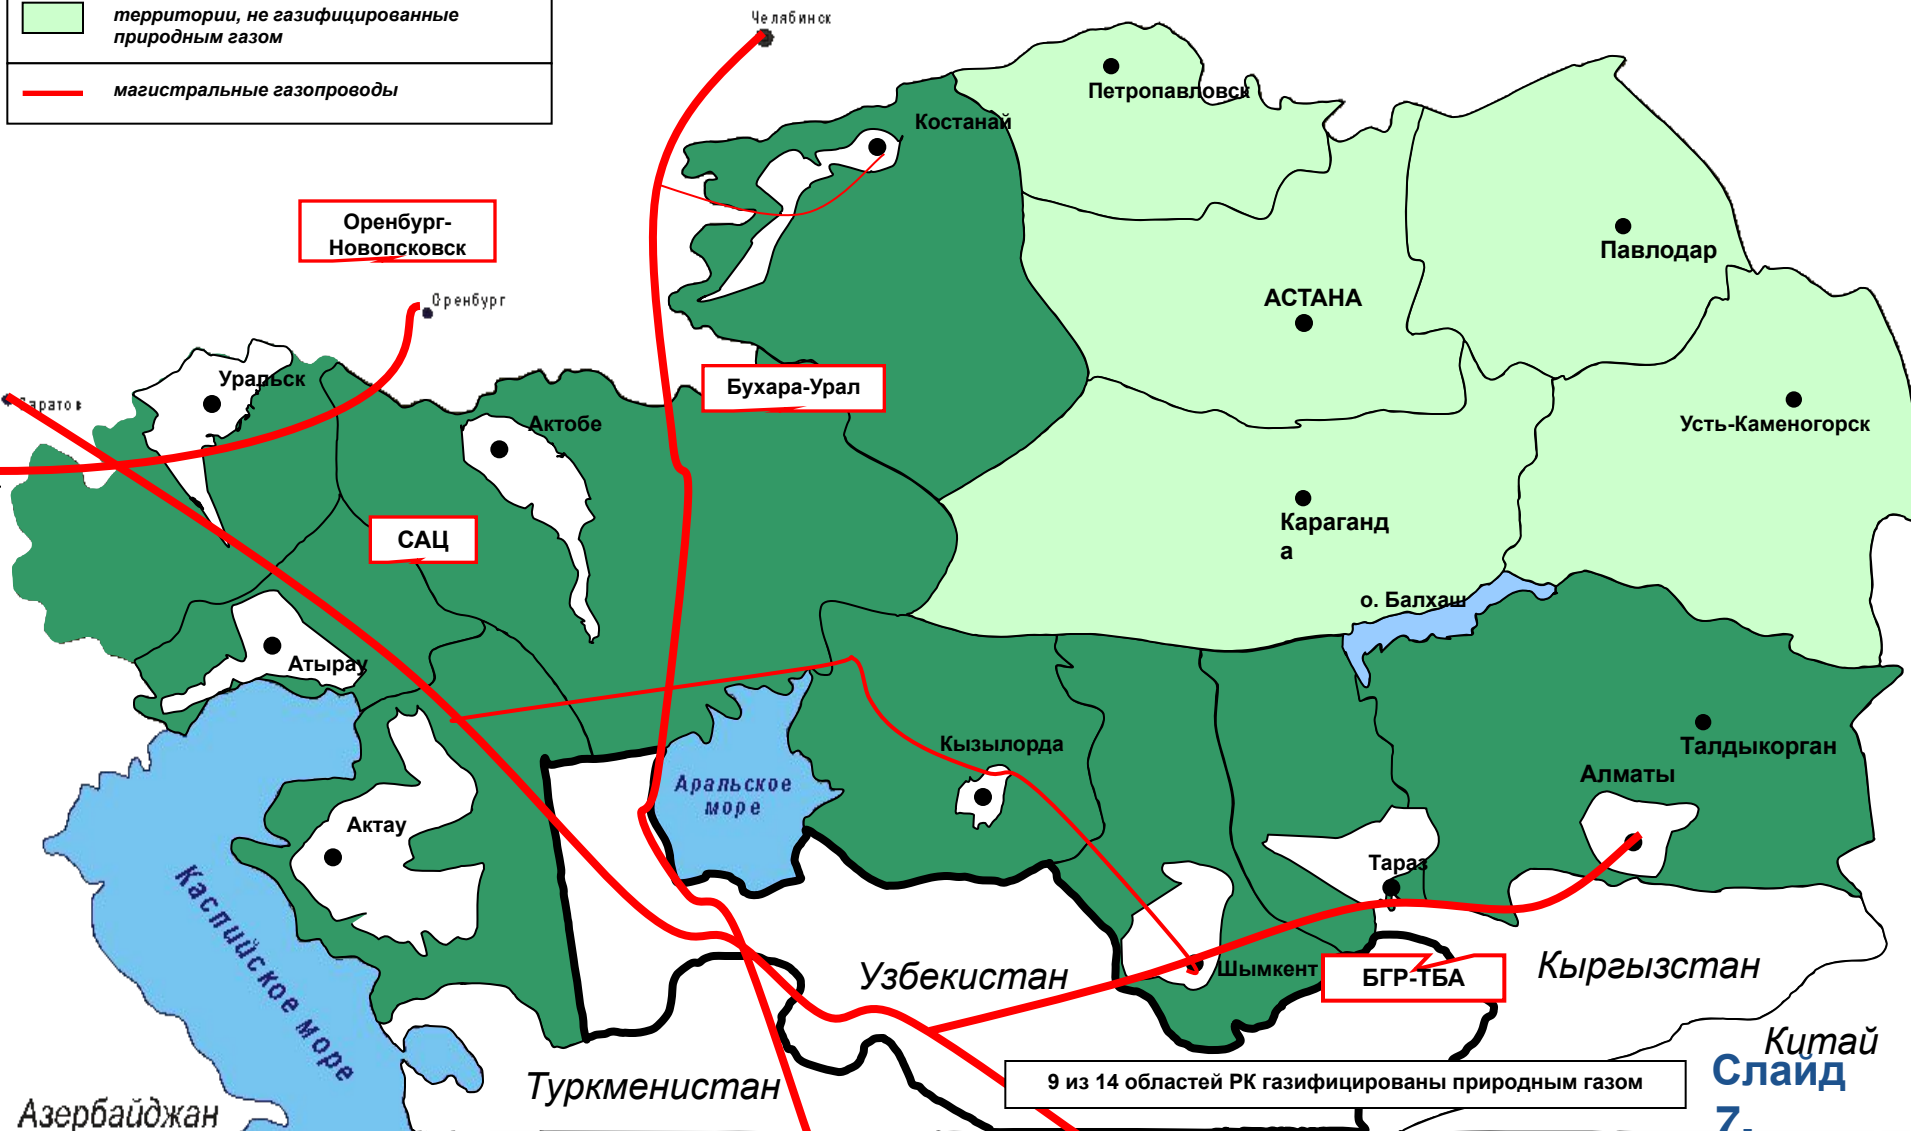 территории, не газифицированные
природным газом
магистральные газопроводы
Челябинск
Петропавловск
Костанай
Оренбург-
Новопсковск
Павлодар
АСТАНА
Оренбург
Уральск
Бухара-Урал
Саратов
Актобе
Усть-Каменогорск
САЦ
Караганд
а
о. Балхаш
Атырау
Кызылорда
Талдыкорган
Аральское
море
Алматы
Актау
Тараз
Каспийское море
Узбекистан
Шымкент
БГР-ТБА
Кыргызстан
Китай
Туркменистан
9 из 14 областей РК газифицированы природным газом
Слайд
7.
Азербайджан